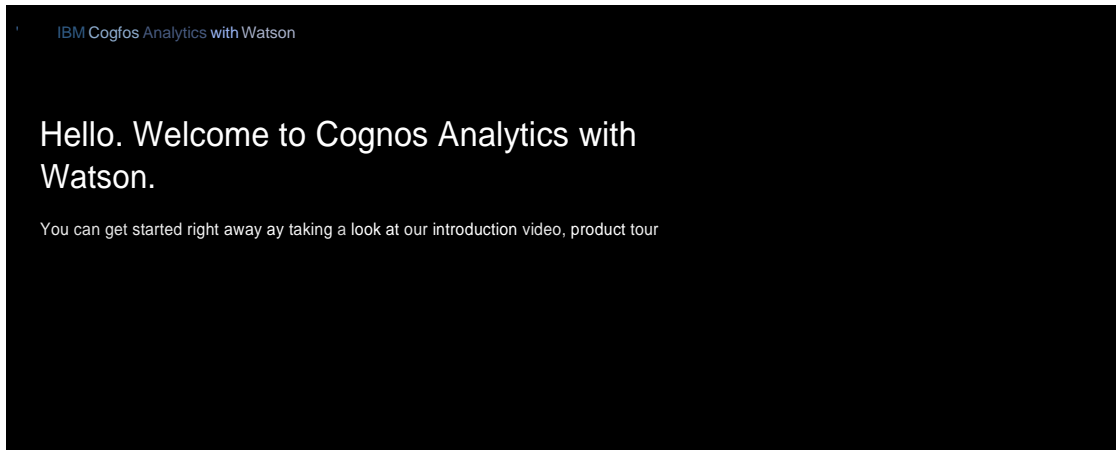 IBM Cogfos Analytics with Watson
Hello. Welcome to Cognos Analytics with
Watson.
You can get started right away ay taking a look at our introduction video, product tour